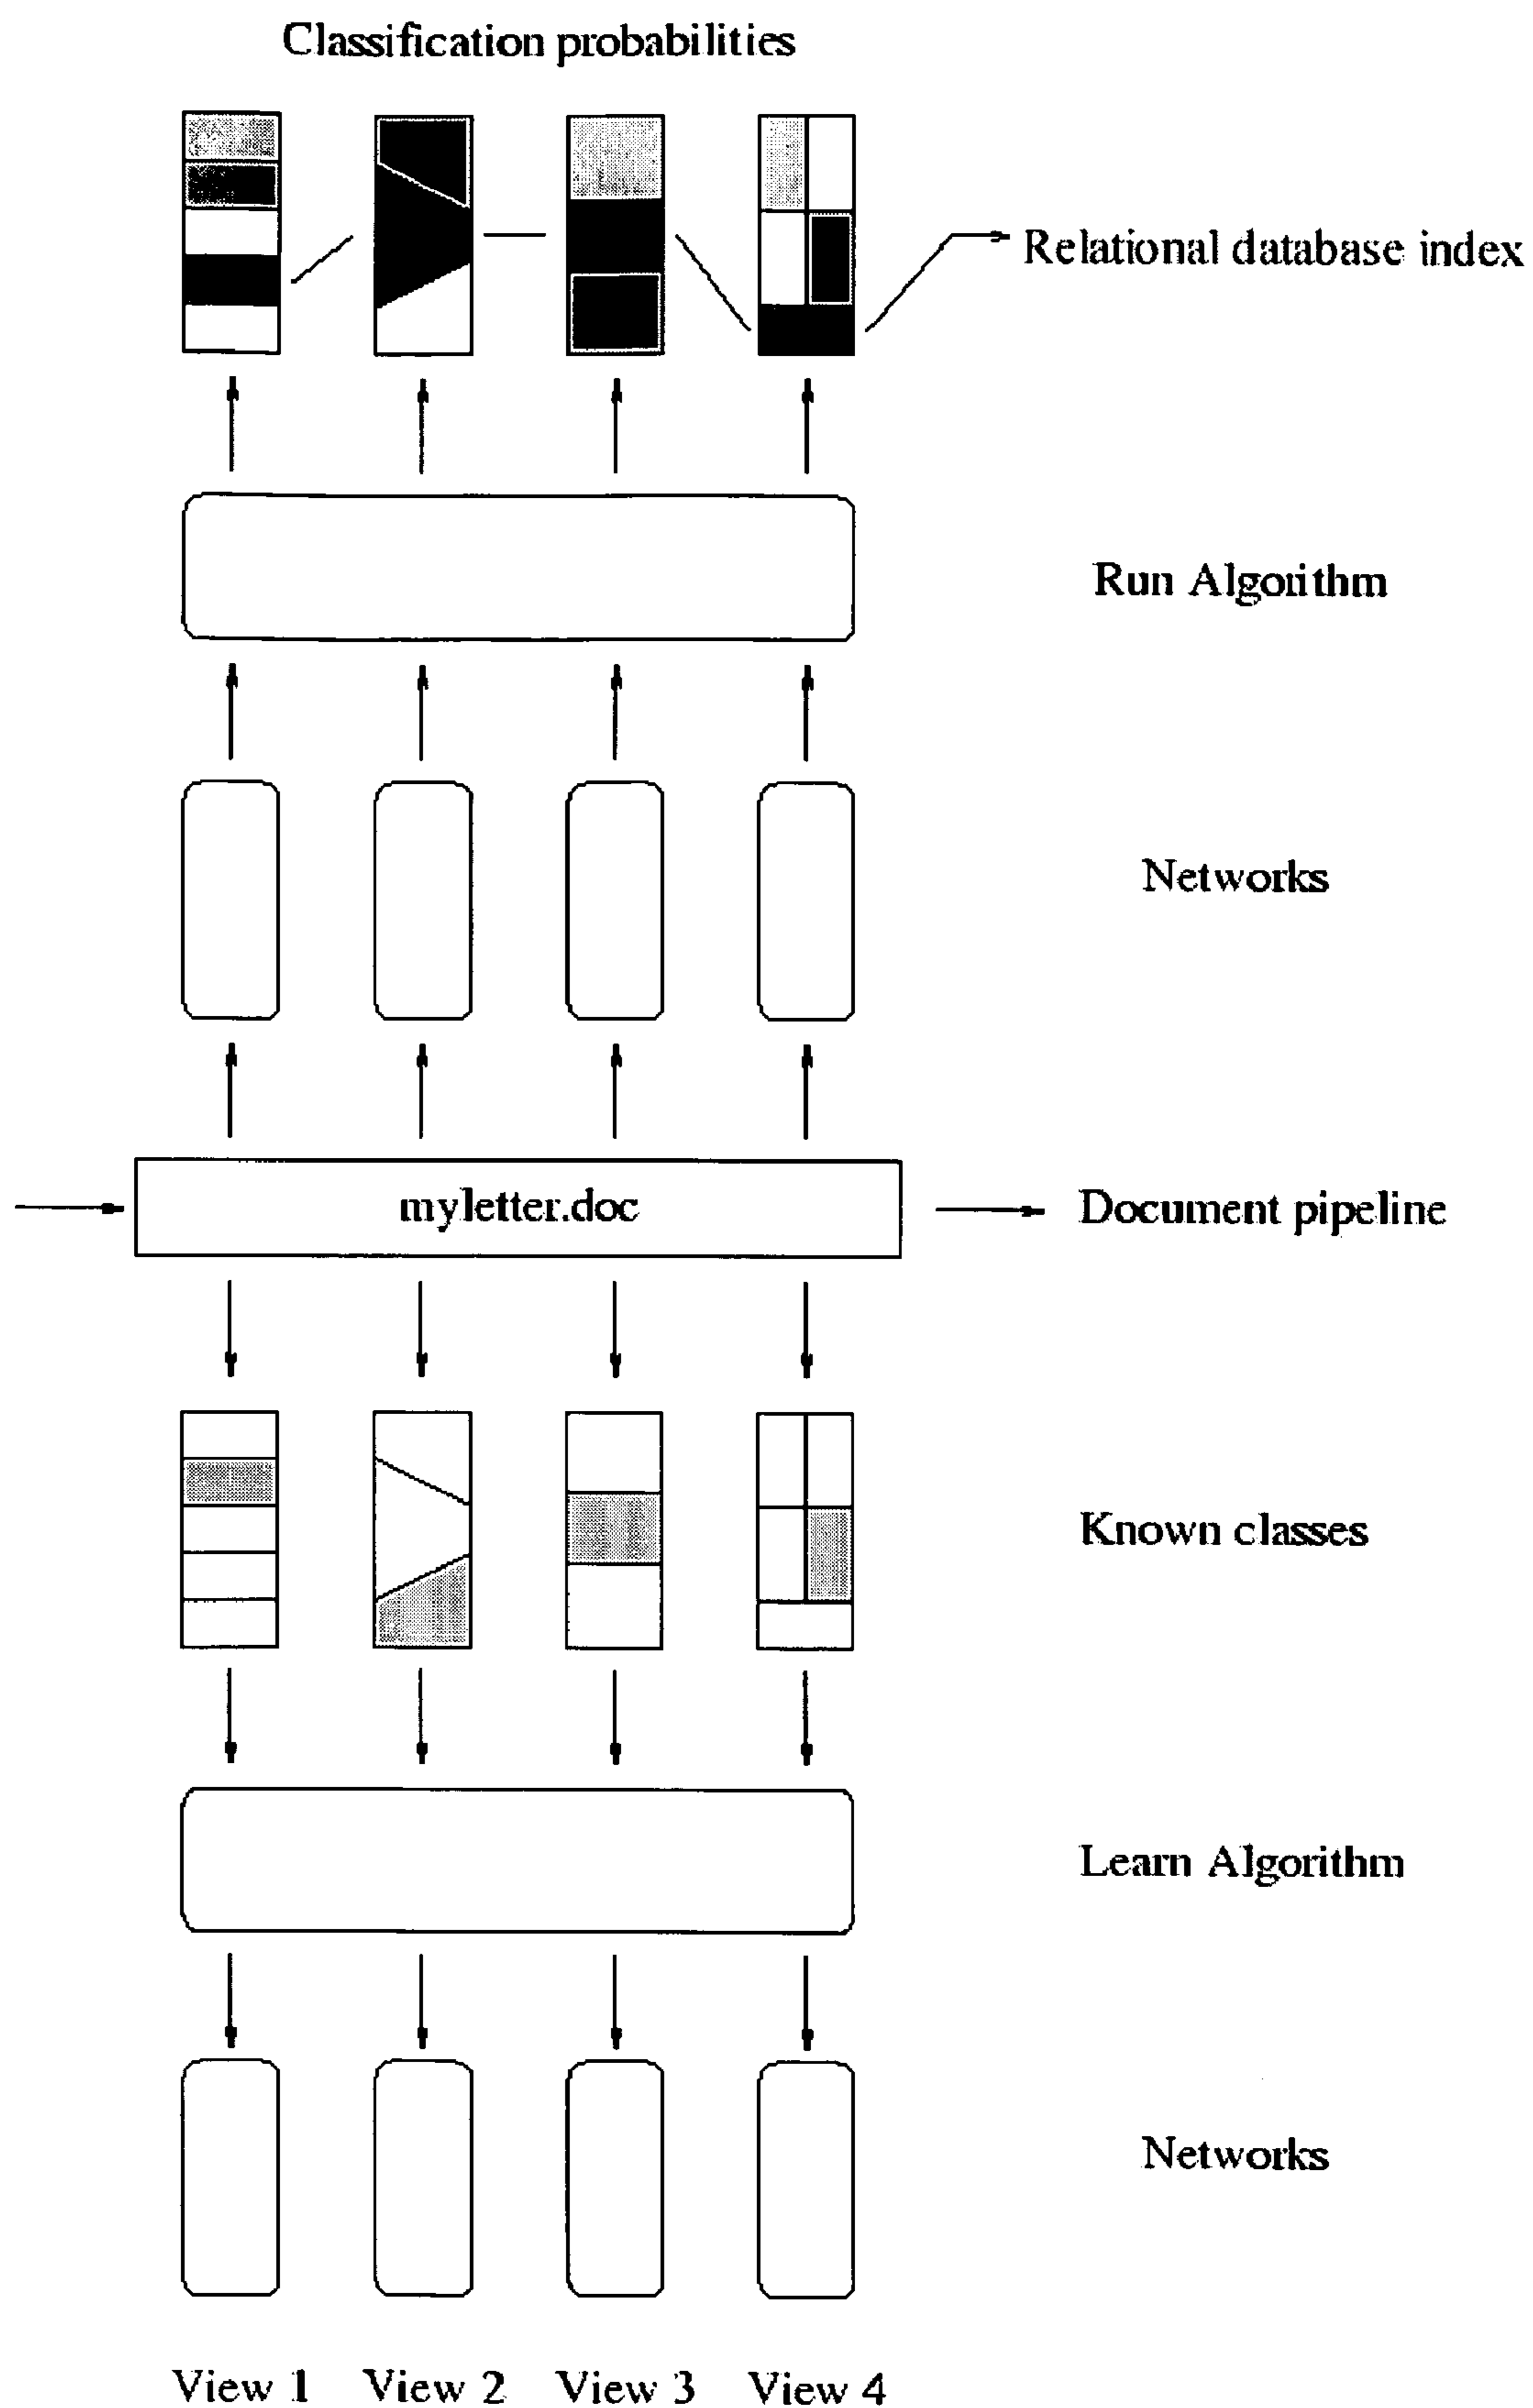 Classification probabilities
Relational database index
Run Algorithm
Networks
myletter.doc
Document pipeline
Known classes
Learn Algorithm
Networks
View 1 View 2 View 3 View 4